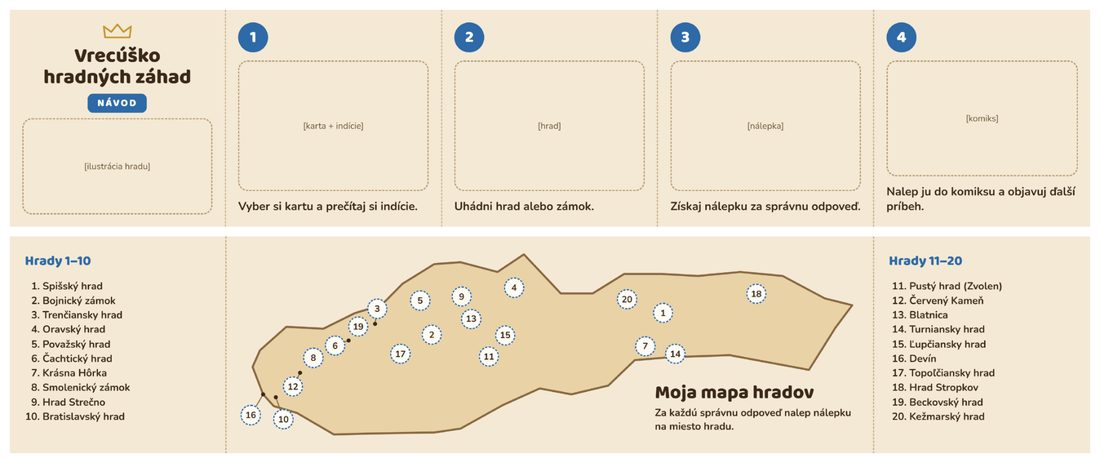 Vrecúško
hradných záhad
NÁVOD
[ilustrácia hradu]
1
[karta + indície]
Vyber si kartu a prečítaj si indície.
2
[hrad]
Uhádni hrad alebo zámok.
3
[nálepka]
Získaj nálepku za správnu odpoveď.
4
[komiks]
Nalep ju do komiksu a objavuj ďalší
príbeh.
Hrady 1–10
1. Spišský hrad
2. Bojnický zámok
3. Trenčiansky hrad
4. Oravský hrad
5. Považský hrad
6. Čachtický hrad
7. Krásna Hôrka
8. Smolenický zámok
9. Hrad Strečno
10. Bratislavský hrad
4
18
9
5
20
3
1
13
19
2
15
6
7
17
14
8
11
12
16
10
Moja mapa hradov
Za každú správnu odpoveď nalep nálepku
na miesto hradu.
Hrady 11–20
11. Pustý hrad (Zvolen)
12. Červený Kameň
13. Blatnica
14. Turniansky hrad
15. Ľupčiansky hrad
16. Devín
17. Topoľčiansky hrad
18. Hrad Stropkov
19. Beckovský hrad
20. Kežmarský hrad